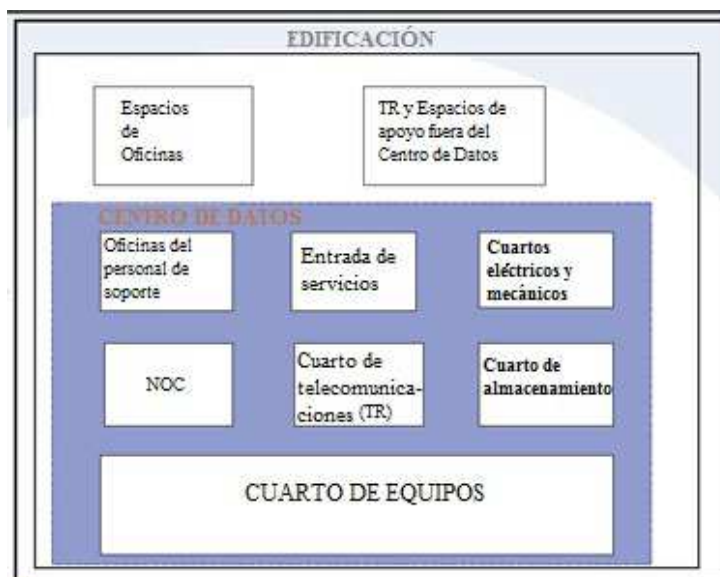 EDIFICACIÓN
Espacios
de
Oficinas
TR y Espacios de
apoyo fuera del
Centro de Datos
CENTRO DE DATOS
Oficinas del
personal de
soporte
Entrada de
servicios
Cuartos
eléctricos y
mecánicos
NOC
Cuarto de
telecomunica-
ciones (TR)
Cuarto de
almacenamiento
CUARTO DE EQUIPOS